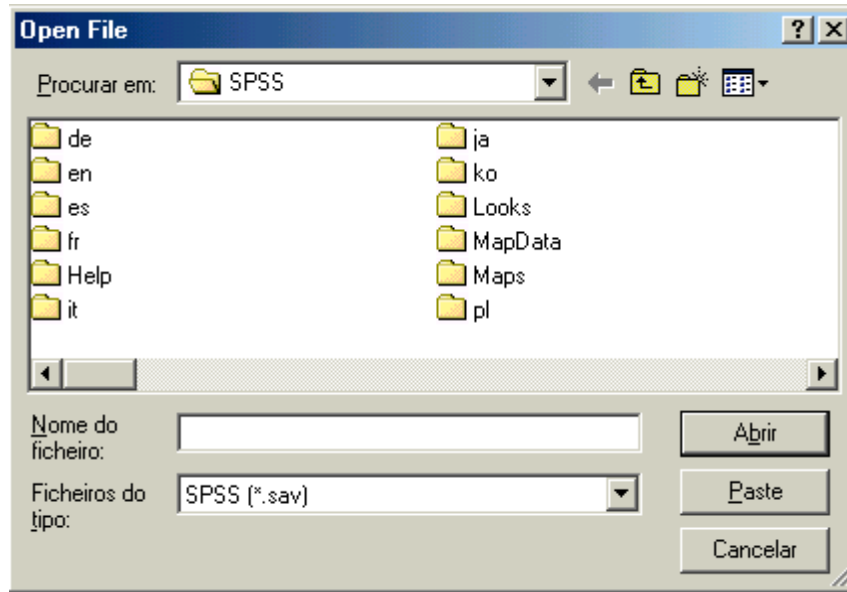 Open File
Procurar em: SPSS
de
en
es
fr
Help
it
ja
ko
Looks
MapData
Maps
pl
Nome do
ficheiro:
Abrir
Ficheiros do
tipo:
SPSS (*.sav)
Paste
Cancelar